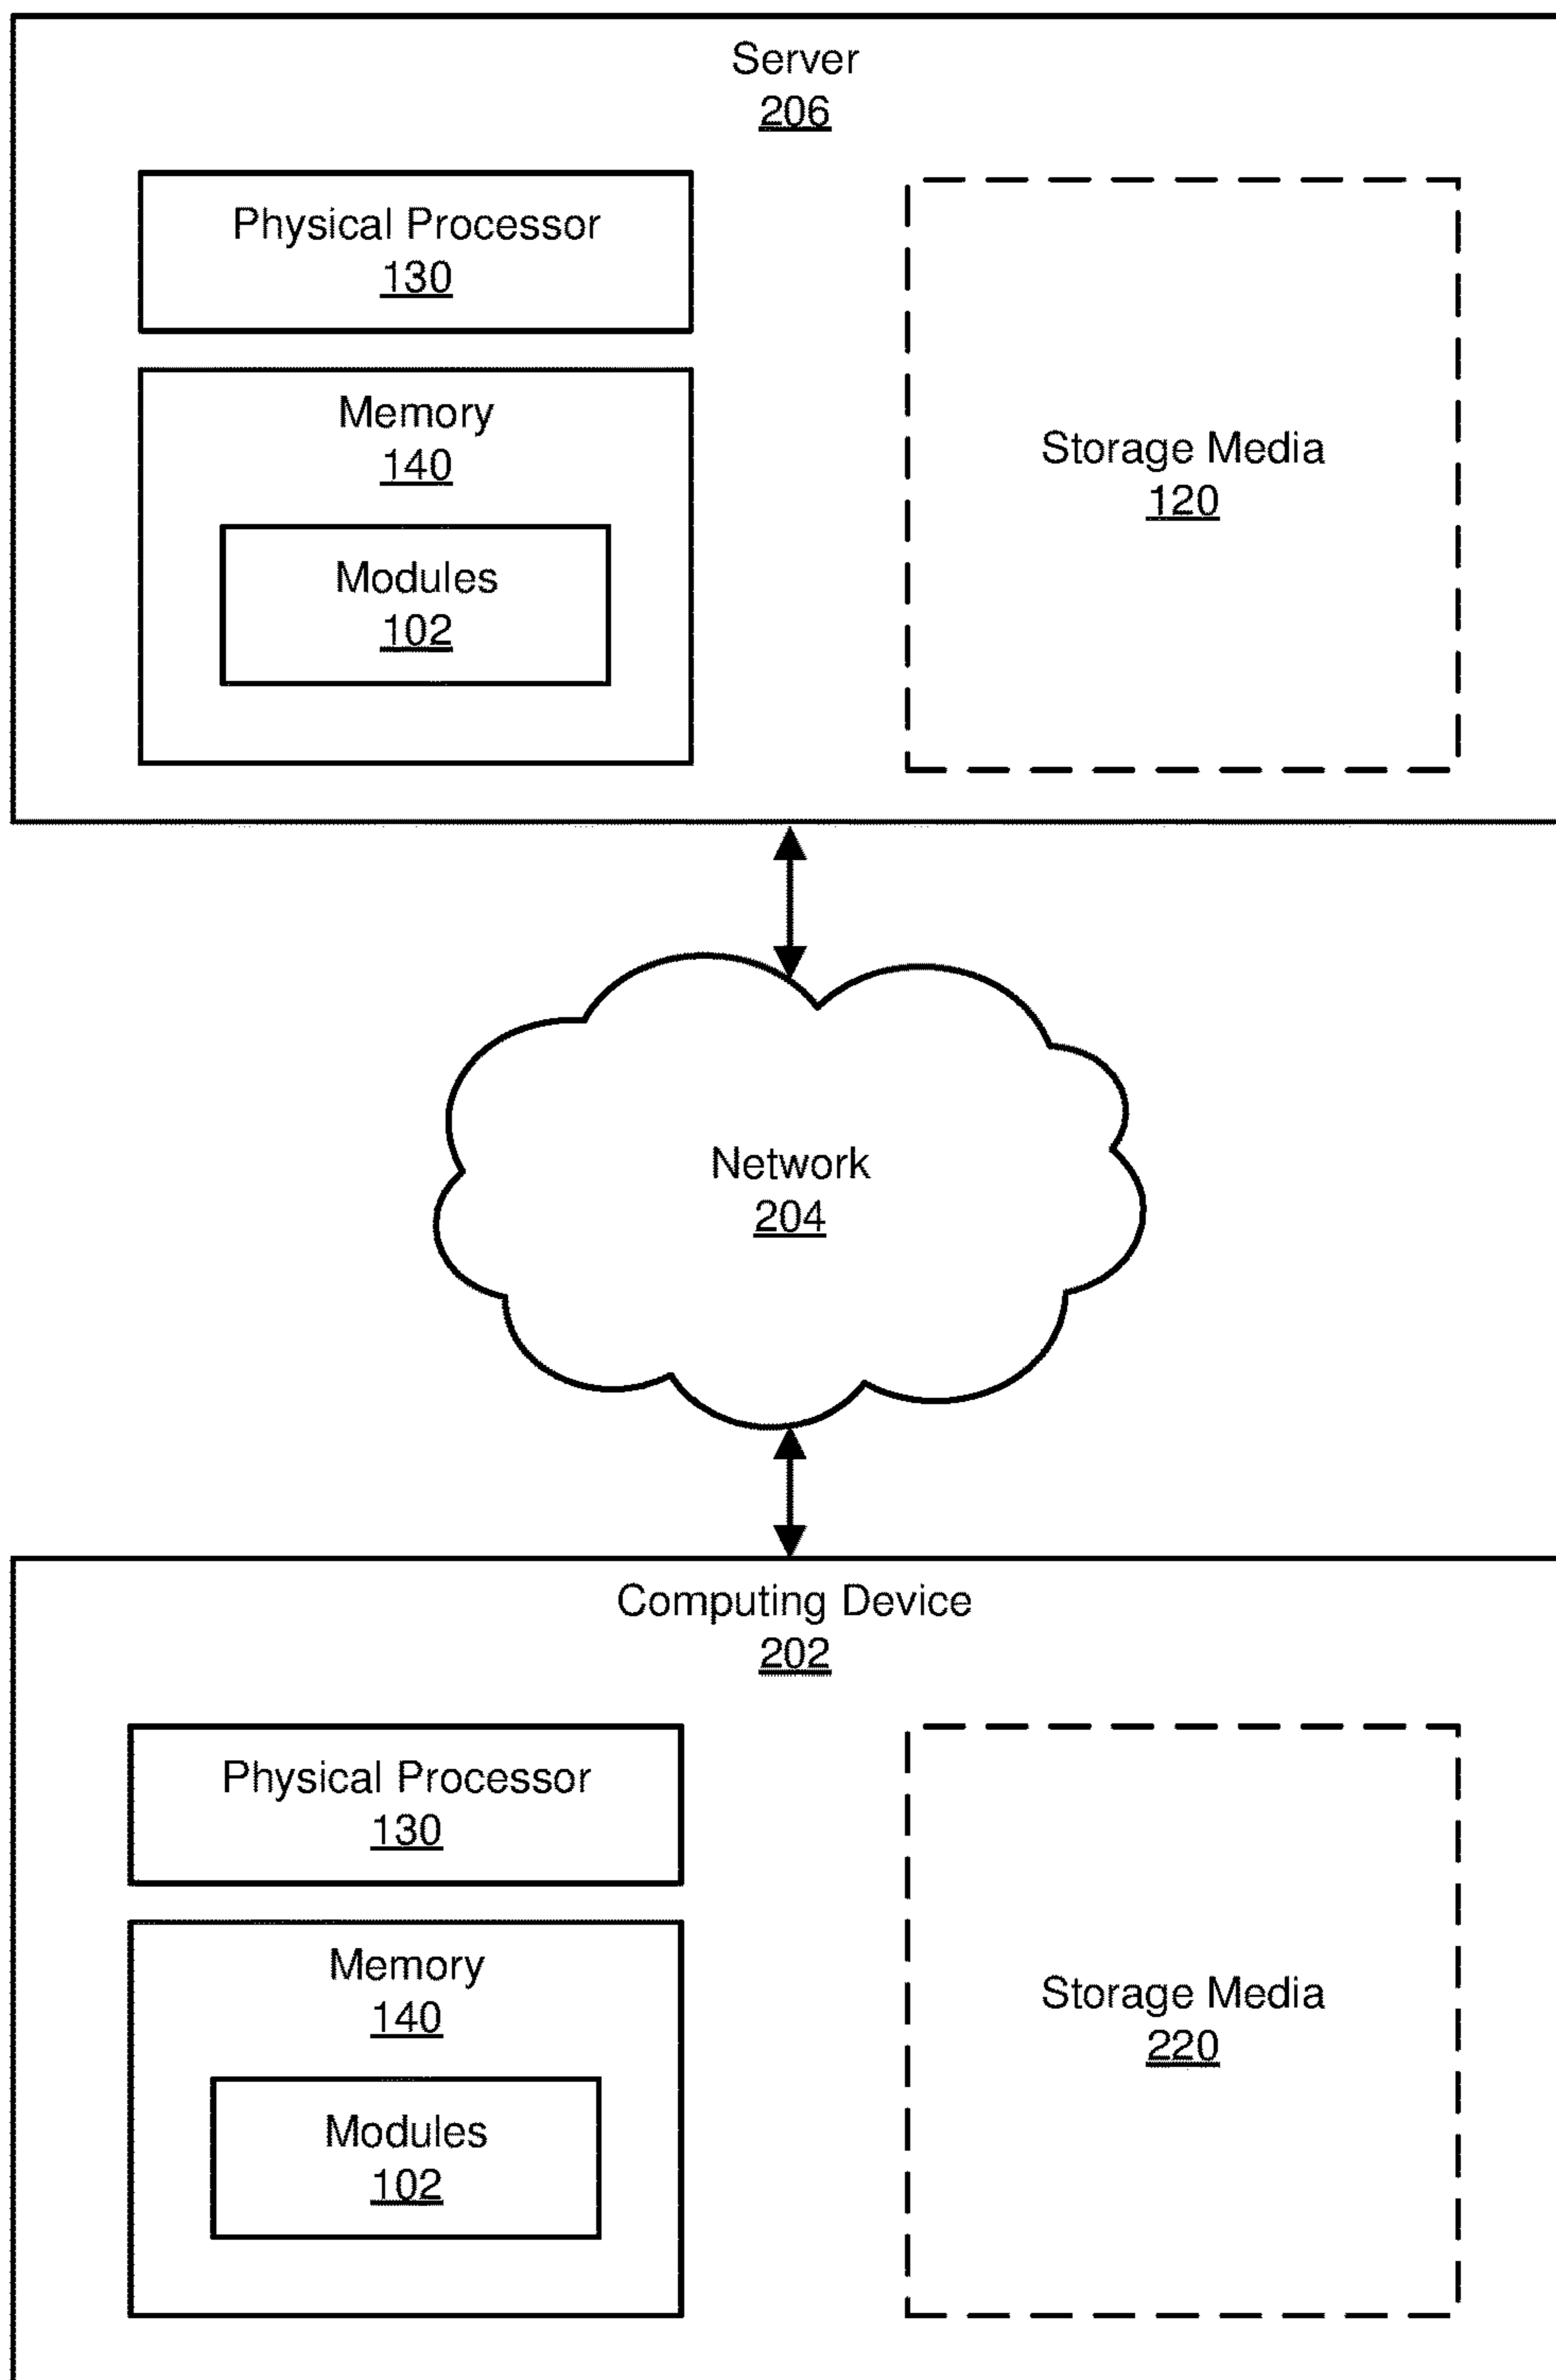 Server
206
Physical Processor
130
Memory
140
Modules
102
Storage Media
120
Network
204
Computing Device
202
Physical Processor
130
Memory
140
Modules
102
Storage Media
220